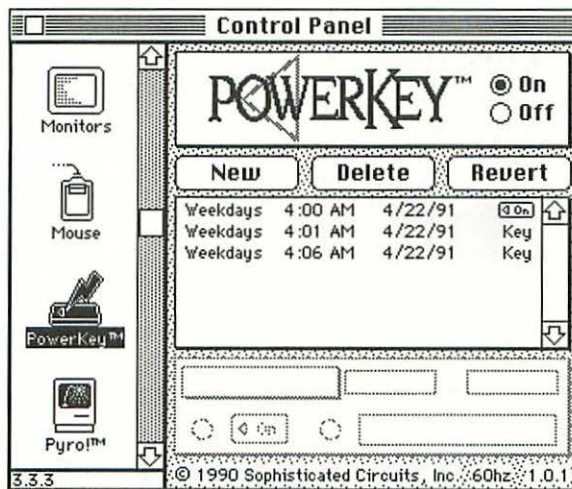 Control Panel
Monitors
Mouse
PowerKey™
Pyro!™
3.3.3
POWERKEY™
On
Off
New Delete Revert
Weekdays 4:00 AM 4/22/91 On
Weekdays 4:01 AM 4/22/91 Key
Weekdays 4:06 AM 4/22/91 Key
On
© 1990 Sophisticated Circuits, Inc. 60hz 1.0.1